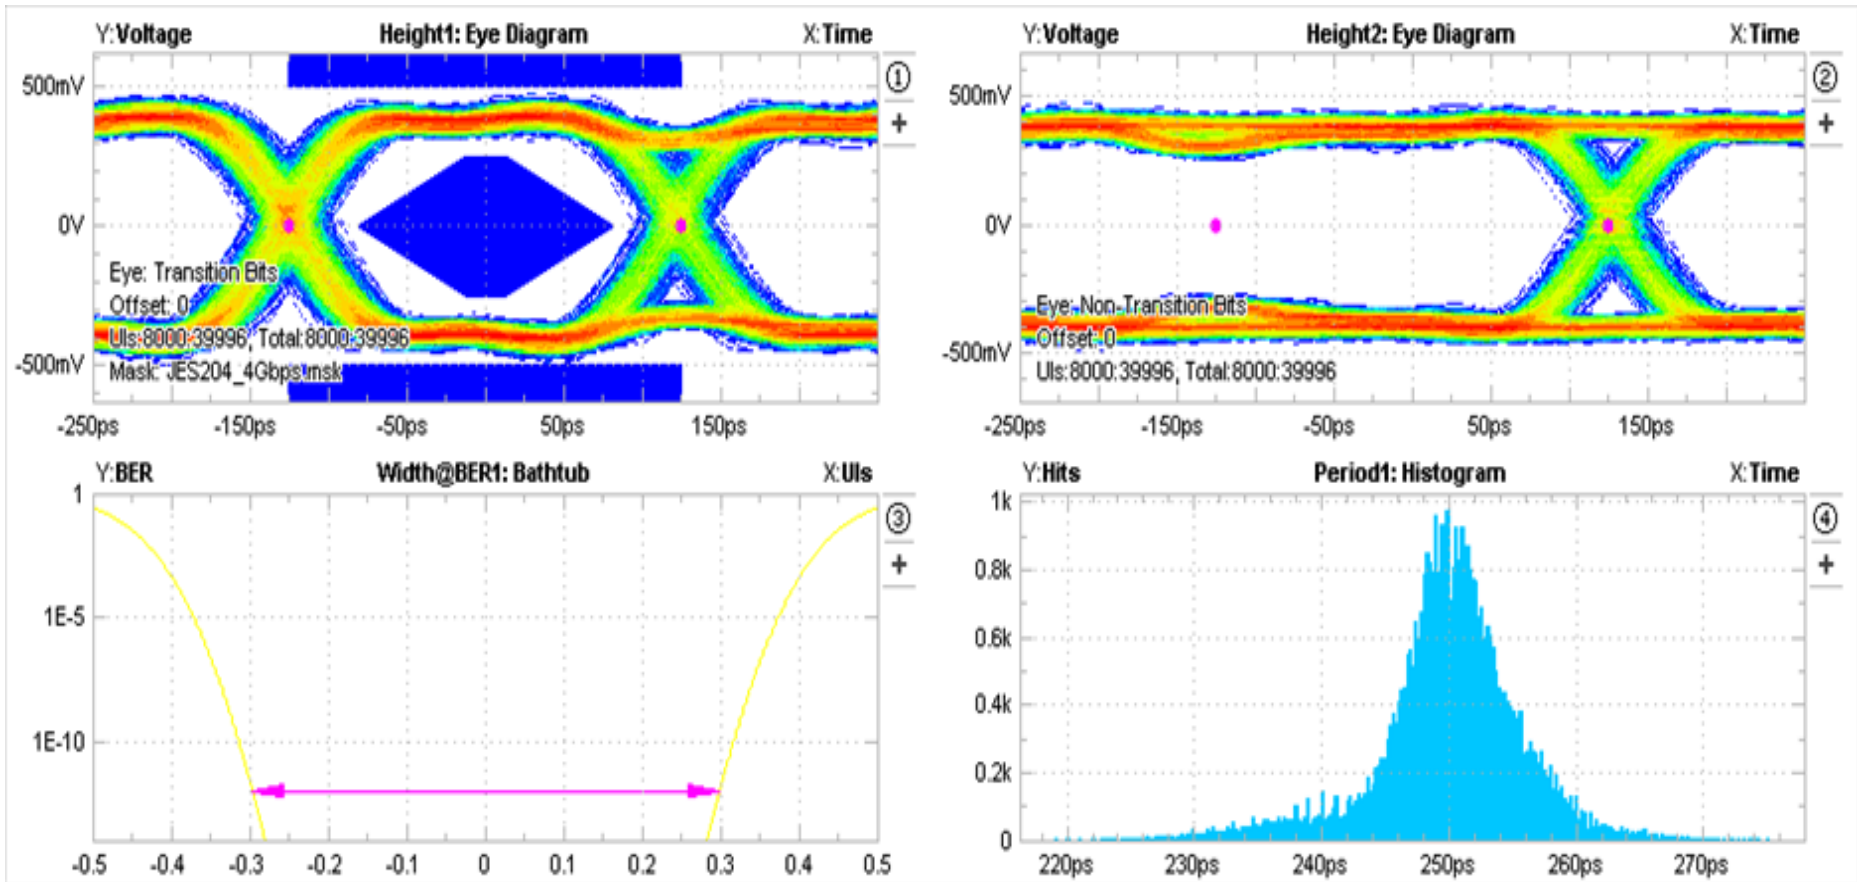 Y:Voltage Height1: Eye Diagram X:Time
1
+
500mV
0V
-500mV
Eye: Transition Bits
Offset: 0
UIs:8000:39996, Total:8000:39996
Mask: JES204_4Gbps.msk
-250ps -150ps -50ps 50ps 150ps
Y:Voltage Height2: Eye Diagram X:Time
2
+
500mV
0V
-500mV
Eye: Non-Transition Bits
Offset: 0
UIs:8000:39996, Total:8000:39996
-250ps -150ps -50ps 50ps 150ps
Y:BER Width@BER1: Bathtub X:UIs
3
+
1
1E-5
1E-10
-0.5 -0.4 -0.3 -0.2 -0.1 0 0.1 0.2 0.3 0.4 0.5
Y:Hits Period1: Histogram X:Time
4
+
1k
0.8k
0.6k
0.4k
0.2k
0
220ps 230ps 240ps 250ps 260ps 270ps